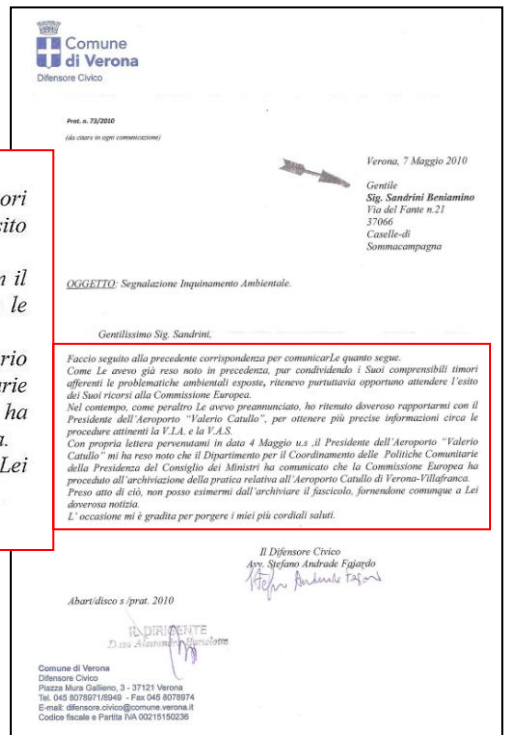 Comune
di Verona
Difensore Civico
Prot. n. 73/2010
(da citare in ogni comunicazione)
Verona, 7 Maggio 2010
Gentile
Sig. Sandrini Beniamino
Via del Fante n.21
37066
Caselle-di
Sommacampagna
OGGETTO: Segnalazione Inquinamento Ambientale.
Gentilissimo Sig. Sandrini,
Faccio seguito alla precedente corrispondenza per comunicarLe quanto segue.
Come Le avevo già reso noto in precedenza, pur condividendo i Suoi comprensibili timori
afferenti le problematiche ambientali esposte, ritenevo purtuttavia opportuno attendere l'esito
dei Suoi ricorsi alla Commissione Europea.
Nel contempo, come peraltro Le avevo preannunciato, ho ritenuto doveroso rapportarmi con il
Presidente dell'Aeroporto "Valerio Catullo", per ottenere più precise informazioni circa le
procedure attinenti la V.I.A. e la V.A.S.
Con propria lettera pervenutami in data 4 Maggio u.s ,il Presidente dell'Aeroporto "Valerio
Catullo" mi ha reso noto che il Dipartimento per il Coordinamento delle Politiche Comunitarie
della Presidenza del Consiglio dei Ministri ha comunicato che la Commissione Europea ha
proceduto all'archiviazione della pratica relativa all'Aeroporto Catullo di Verona-Villafranca.
Preso atto di ciò, non posso esimermi dall'archiviare il fascicolo, fornendone comunque a Lei
doverosa notizia.
L' occasione mi è gradita per porgere i miei più cordiali saluti.
ori
sito
n il
le
rio
rie
ha
a.
Lei
Il Difensore Civico
Avv. Stefano Andrade Fajardo
Abart/disco s /prat. 2010
IL DIRIGENTE
Comune di Verona
Difensore Civico
Piazza Mura Gallieno, 3 - 37121 Verona
Tel. 045 8078971/8949 - Fax 045 8078974
E-mail: difensore.civico@comune.verona.it
Codice fiscale e Partita IVA 00215150236